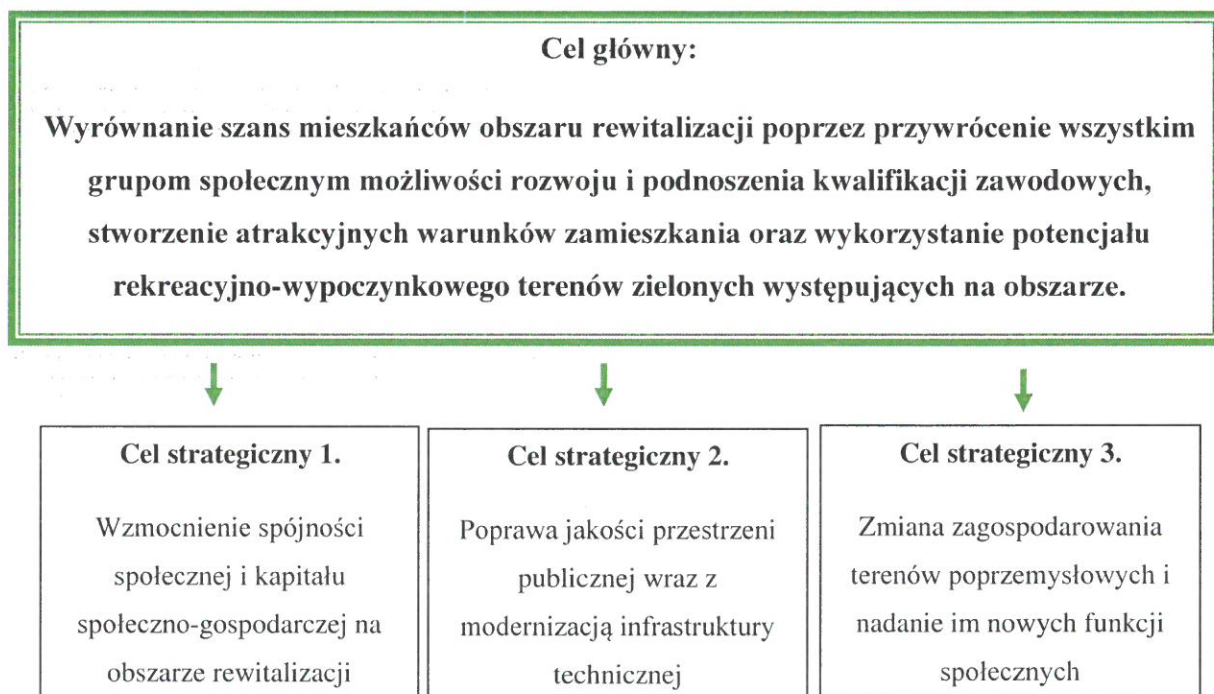 Cel główny:
Wyrównanie szans mieszkańców obszaru rewitalizacji poprzez przywrócenie wszystkim
grupom społecznym możliwości rozwoju i podnoszenia kwalifikacji zawodowych,
stworzenie atrakcyjnych warunków zamieszkania oraz wykorzystanie potencjału
rekreacyjno-wypoczynkowego terenów zielonych występujących na obszarze.
Cel strategiczny 1.
Wzmocnienie spójności
społecznej i kapitału
społeczno-gospodarczej na
obszarze rewitalizacji
Cel strategiczny 2.
Poprawa jakości przestrzeni
publicznej wraz z
modernizacją infrastruktury
technicznej
Cel strategiczny 3.
Zmiana zagospodarowania
terenów poprzemysłowych i
nadanie im nowych funkcji
społecznych